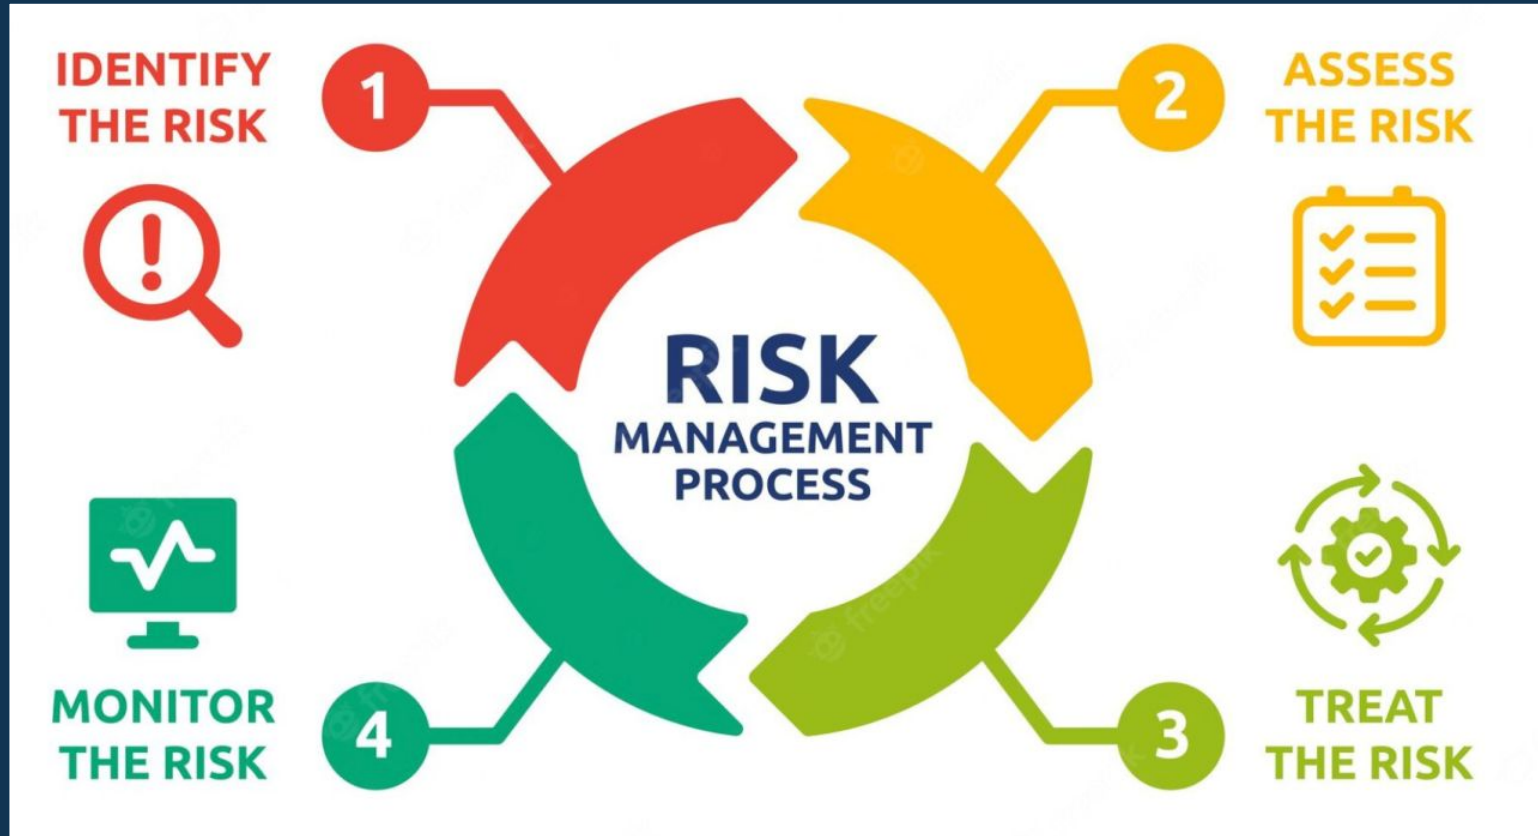 IDENTIFY
THE RISK
1
2
ASSESS
THE RISK
RISK
MANAGEMENT
PROCESS
MONITOR
THE RISK
4
3
TREAT
THE RISK
freepik